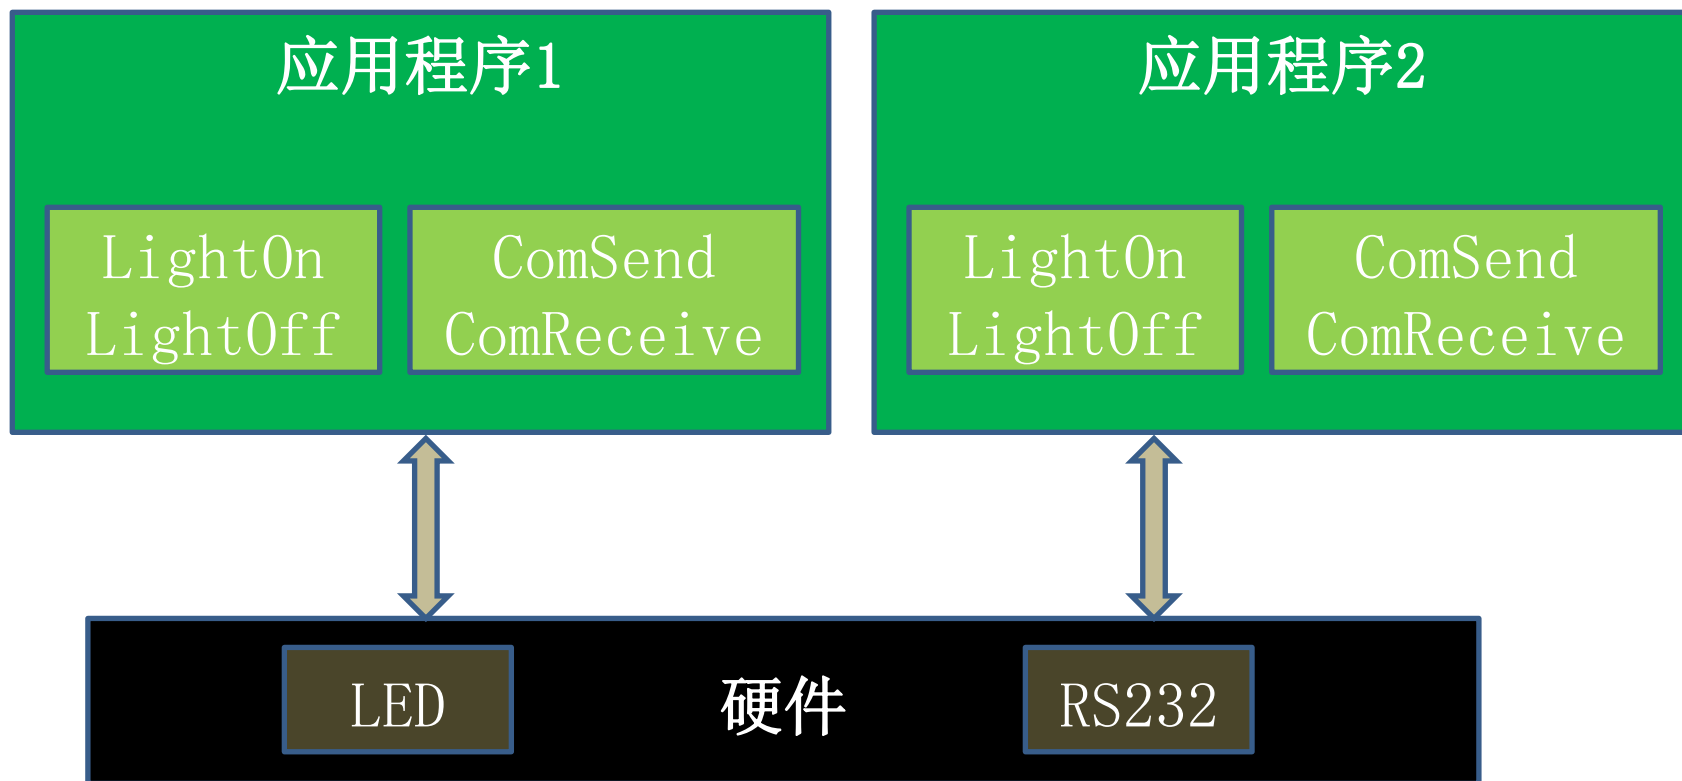 应用程序1
LightOn
LightOff
ComSend
ComReceive
应用程序2
LightOn
LightOff
ComSend
ComReceive
LED
硬件
RS232